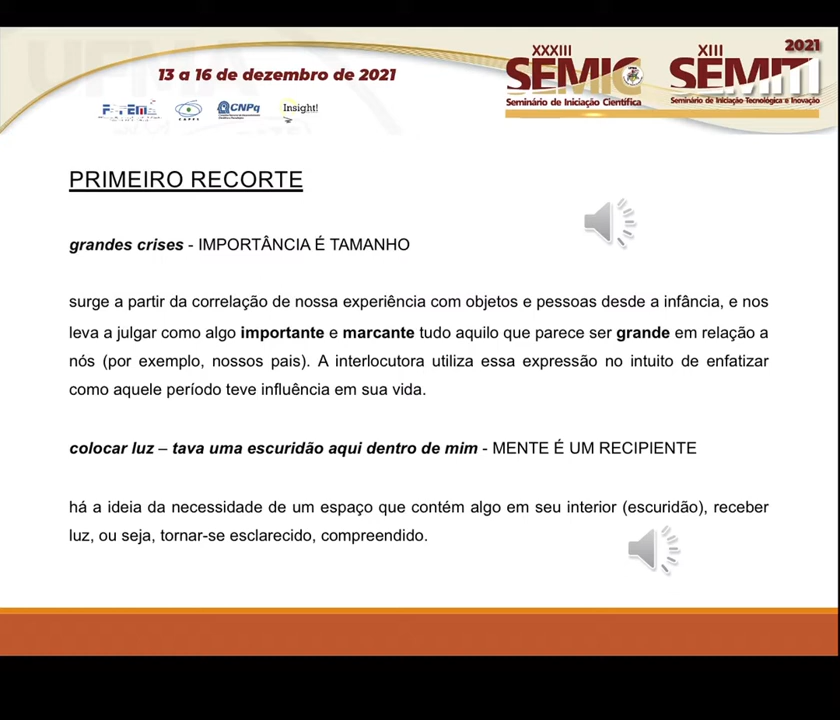 UFMA
13 a 16 de dezembro de 2021
CNPq
Insight!
XXXIII
SEMIC
Seminário de Iniciação Científica
XIII
2021
SEMITI
Seminário de Iniciação Tecnológica e Inovação
PRIMEIRO RECORTE
grandes crises - IMPORTÂNCIA É TAMANHO
surge a partir da correlação de nossa experiência com objetos e pessoas desde a infância, e nos
leva a julgar como algo importante e marcante tudo aquilo que parece ser grande em relação a
nós (por exemplo, nossos pais). A interlocutora utiliza essa expressão no intuito de enfatizar
como aquele período teve influência em sua vida.
colocar luz – tava uma escuridão aqui dentro de mim - MENTE É UM RECIPIENTE
há a ideia da necessidade de um espaço que contém algo em seu interior (escuridão), receber
luz, ou seja, tornar-se esclarecido, compreendido.